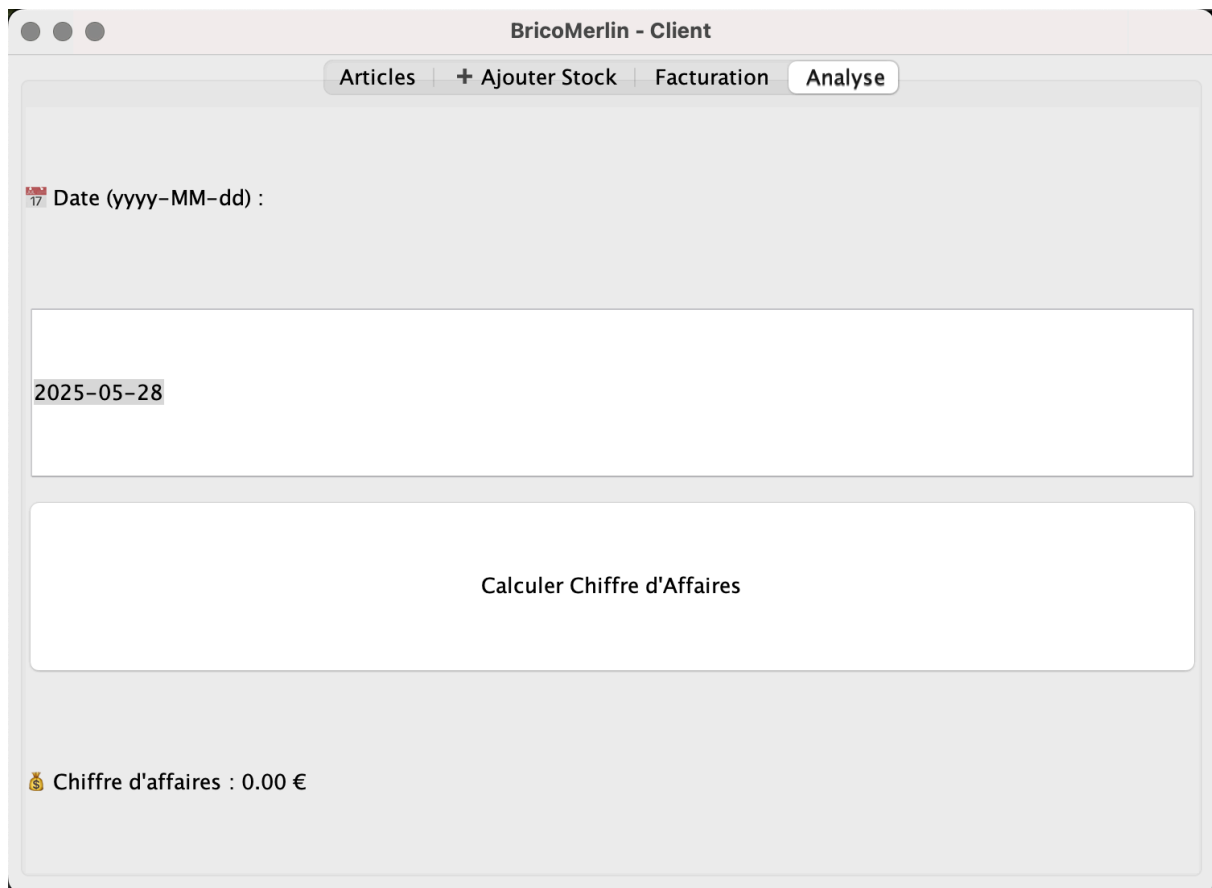 BricoMerlin - Client
Articles ➕ Ajouter Stock Facturation Analyse
📅 Date (yyyy-MM-dd) :
2025-05-28
Calculer Chiffre d'Affaires
💰 Chiffre d'affaires : 0.00 €